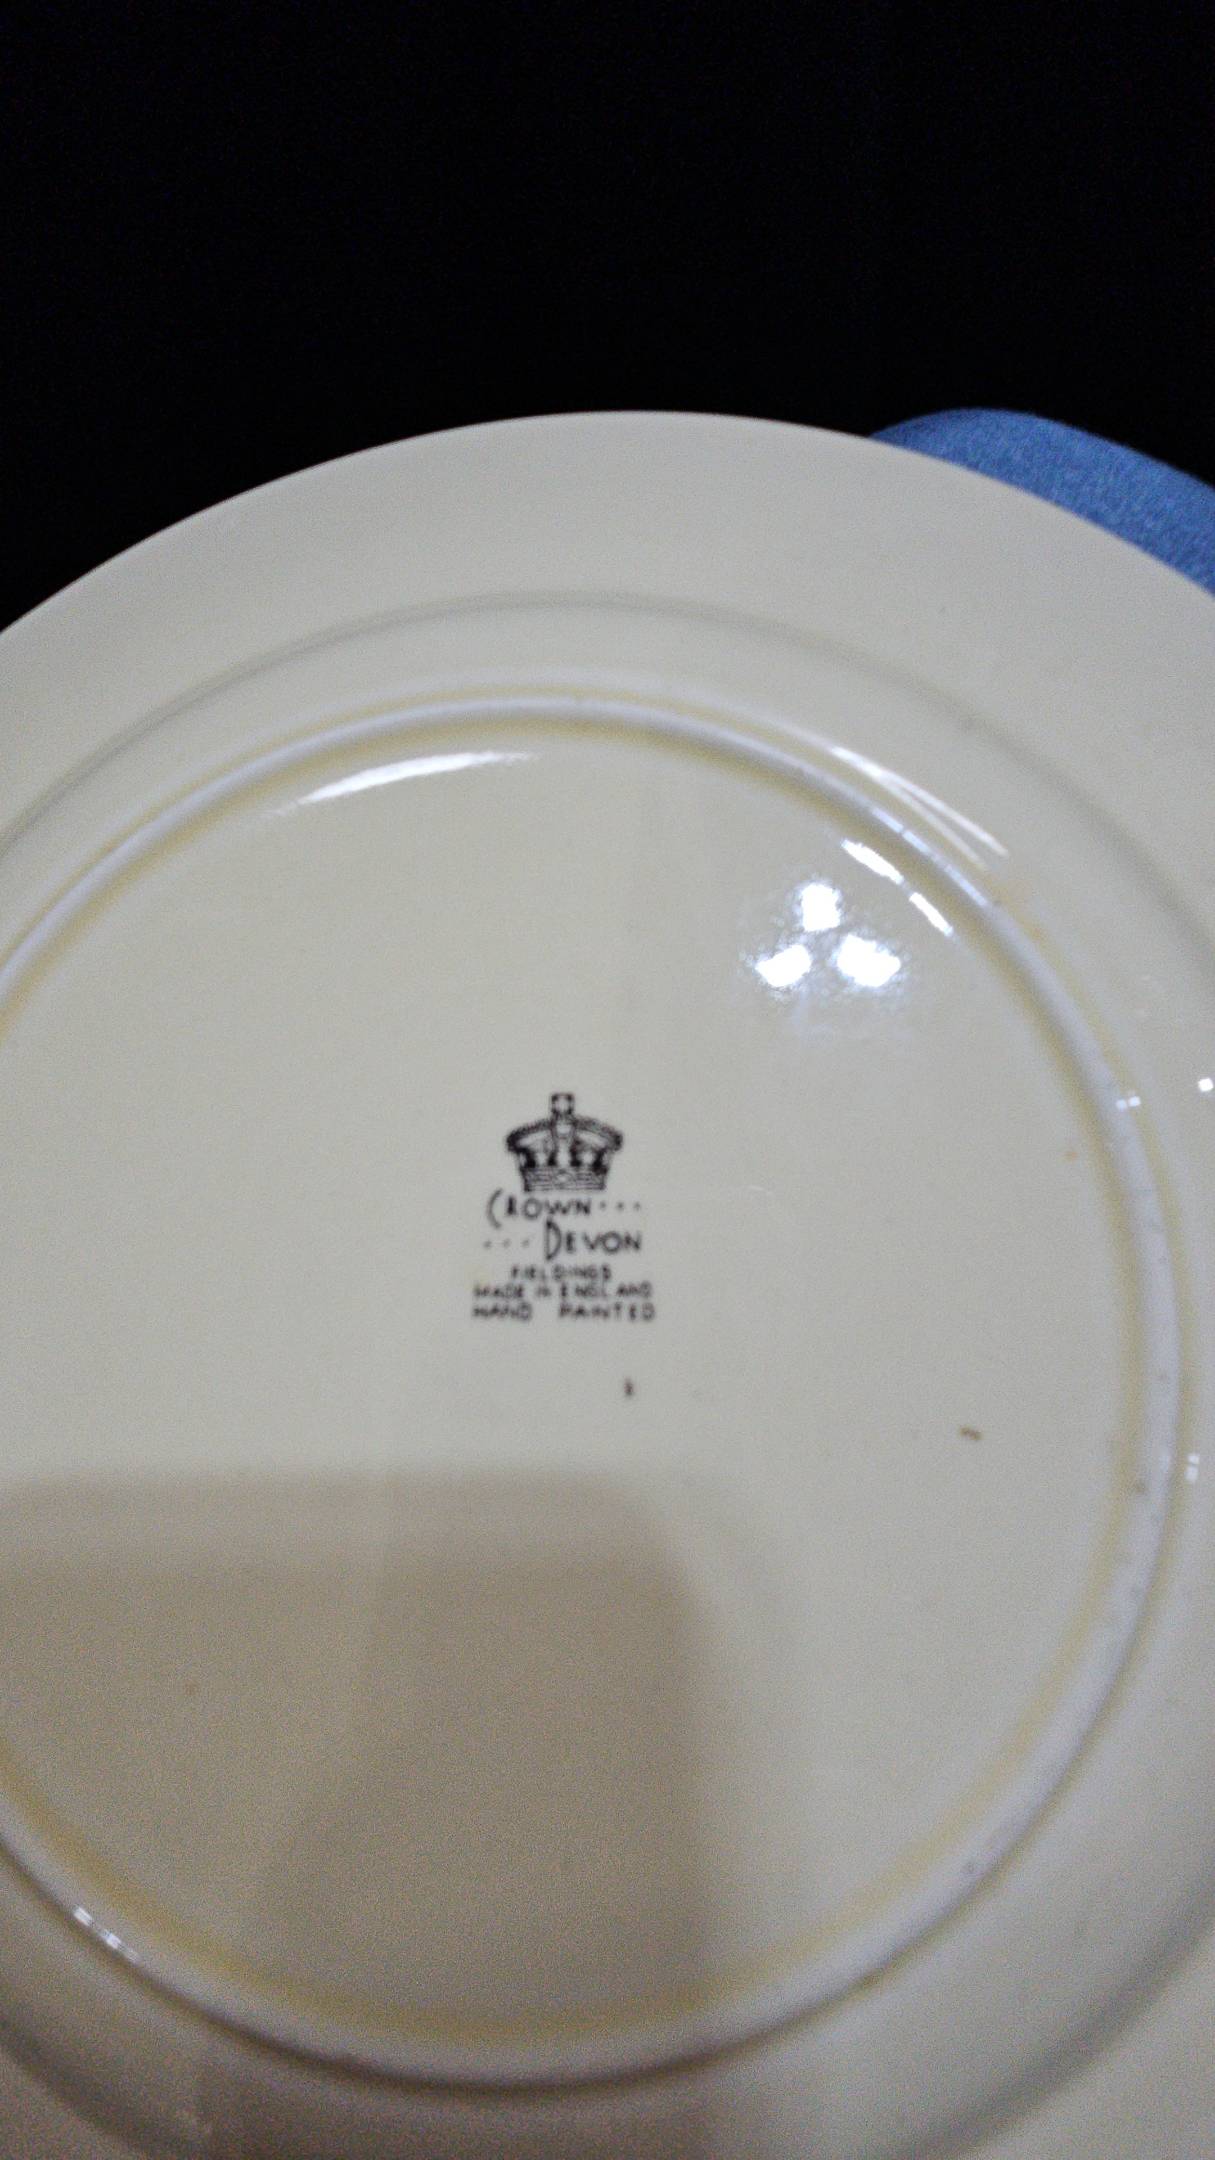 CROWN...
...DEVON
FIELDINGS
MADE IN ENGLAND
HAND PAINTED